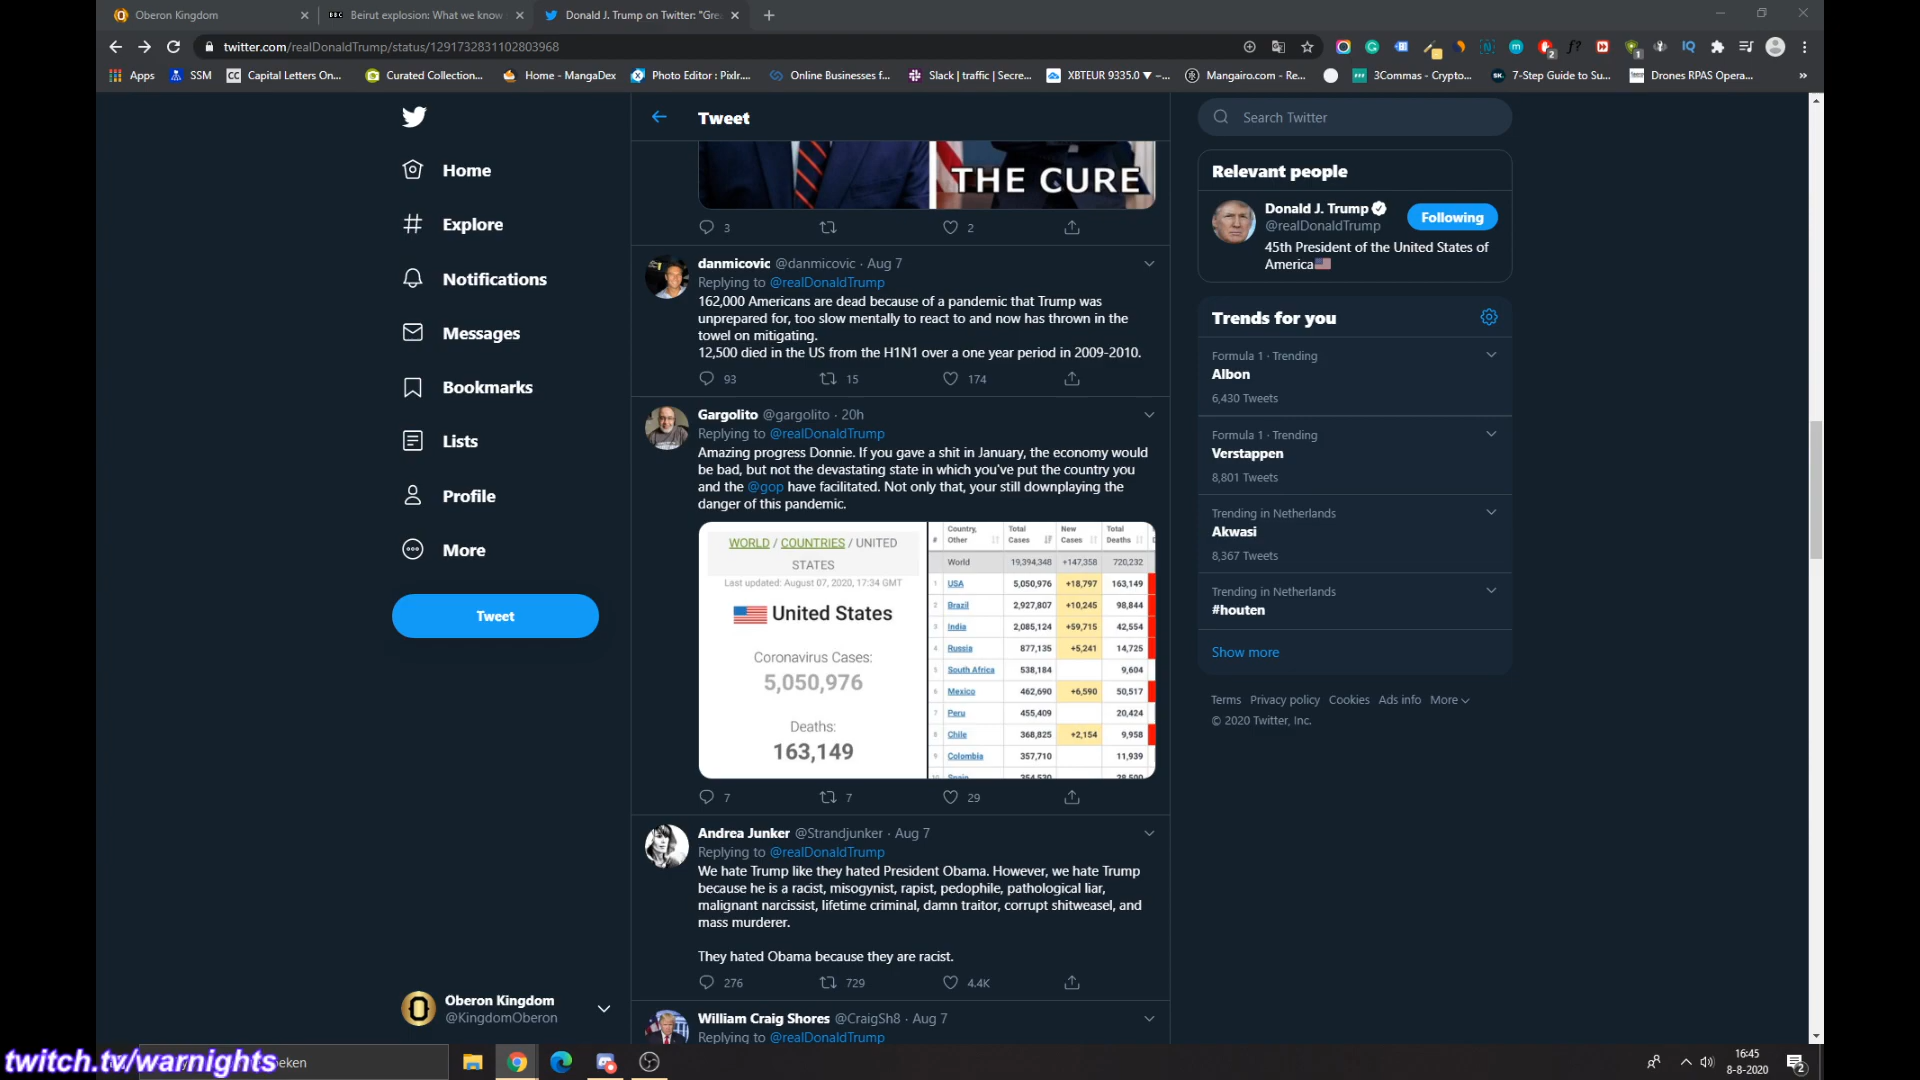 Oberon Kingdom
BBC Beirut explosion: What we know
Donald J. Trump on Twitter: "Gre
twitter.com/realDonaldTrump/status/1291732831102803968
Apps
SSM
CC Capital Letters On...
Curated Collection...
Home - MangaDex
Photo Editor : Pixlr...
Online Businesses f...
Slack | traffic | Secre...
XBTEUR 9335.0 ▼ –...
Mangairo.com - Re...
3Commas - Crypto...
SK. 7-Step Guide to Su...
Drones RPAS Opera...
Home
Explore
Notifications
Messages
Bookmarks
Lists
Profile
More
Tweet
Oberon Kingdom
@KingdomOberon
Tweet
THE CURE
3 2
danmicovic @danmicovic · Aug 7
Replying to @realDonaldTrump
162,000 Americans are dead because of a pandemic that Trump was
unprepared for, too slow mentally to react to and now has thrown in the
towel on mitigating.
12,500 died in the US from the H1N1 over a one year period in 2009-2010.
93 15 174
Gargolito @gargolito · 20h
Replying to @realDonaldTrump
Amazing progress Donnie. If you gave a shit in January, the economy would
be bad, but not the devastating state in which you've put the country you
and the @gop have facilitated. Not only that, your still downplaying the
danger of this pandemic.
WORLD / COUNTRIES / UNITED
STATES
Last updated: August 07, 2020, 17:34 GMT
United States
Coronavirus Cases:
5,050,976
Deaths:
163,149
# Country, Other Total Cases New Cases Total Deaths
World 19,394,348 +147,358 720,232
1 USA 5,050,976 +18,797 163,149
2 Brazil 2,927,807 +10,245 98,844
3 India 2,085,124 +59,715 42,554
4 Russia 877,135 +5,241 14,725
5 South Africa 538,184 9,604
6 Mexico 462,690 +6,590 50,517
7 Peru 455,409 20,424
8 Chile 368,825 +2,154 9,958
9 Colombia 357,710 11,939
10 Spain 354,530 28,500
7 7 29
Andrea Junker @Strandjunker · Aug 7
Replying to @realDonaldTrump
We hate Trump like they hated President Obama. However, we hate Trump
because he is a racist, misogynist, rapist, pedophile, pathological liar,
malignant narcissist, lifetime criminal, damn traitor, corrupt shitweasel, and
mass murderer.
They hated Obama because they are racist.
276 729 4.4K
William Craig Shores @CraigSh8 · Aug 7
Replying to @realDonaldTrump
Search Twitter
Relevant people
Donald J. Trump
@realDonaldTrump
Following
45th President of the United States of
America
Trends for you
Formula 1 · Trending
Albon
6,430 Tweets
Formula 1 · Trending
Verstappen
8,801 Tweets
Trending in Netherlands
Akwasi
8,367 Tweets
Trending in Netherlands
#houten
Show more
Terms Privacy policy Cookies Ads info More
© 2020 Twitter, Inc.
twitch.tv/warnights
eken
16:45
8-8-2020
2